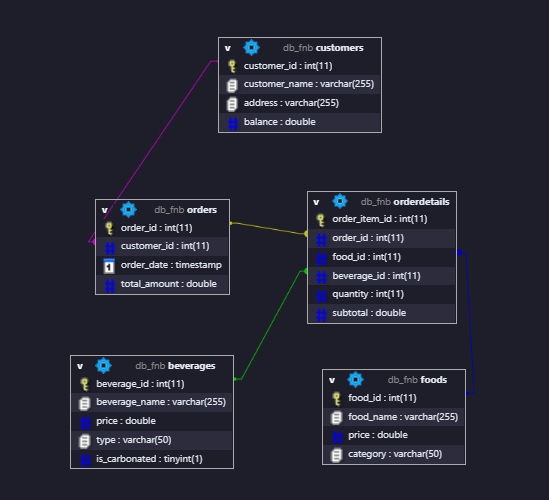 v db_fnb customers
customer_id : int(11)
customer_name : varchar(255)
address : varchar(255)
balance : double
v db_fnb orders
order_id : int(11)
customer_id : int(11)
order_date : timestamp
total_amount : double
v db_fnb orderdetails
order_item_id : int(11)
order_id : int(11)
food_id : int(11)
beverage_id : int(11)
quantity : int(11)
subtotal : double
v db_fnb beverages
beverage_id : int(11)
beverage_name : varchar(255)
price : double
type : varchar(50)
is_carbonated : tinyint(1)
v db_fnb foods
food_id : int(11)
food_name : varchar(255)
price : double
category : varchar(50)